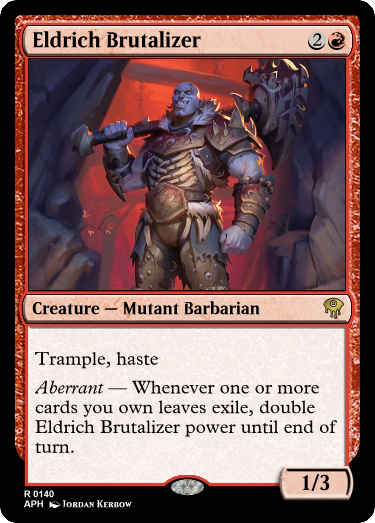 Eldrich Brutalizer 2
Creature — Mutant Barbarian
Trample, haste
Aberrant — Whenever one or more
cards you own leaves exile, double
Eldrich Brutalizer power until end of
turn.
1/3
R 0140
APH Jordan Kerbow